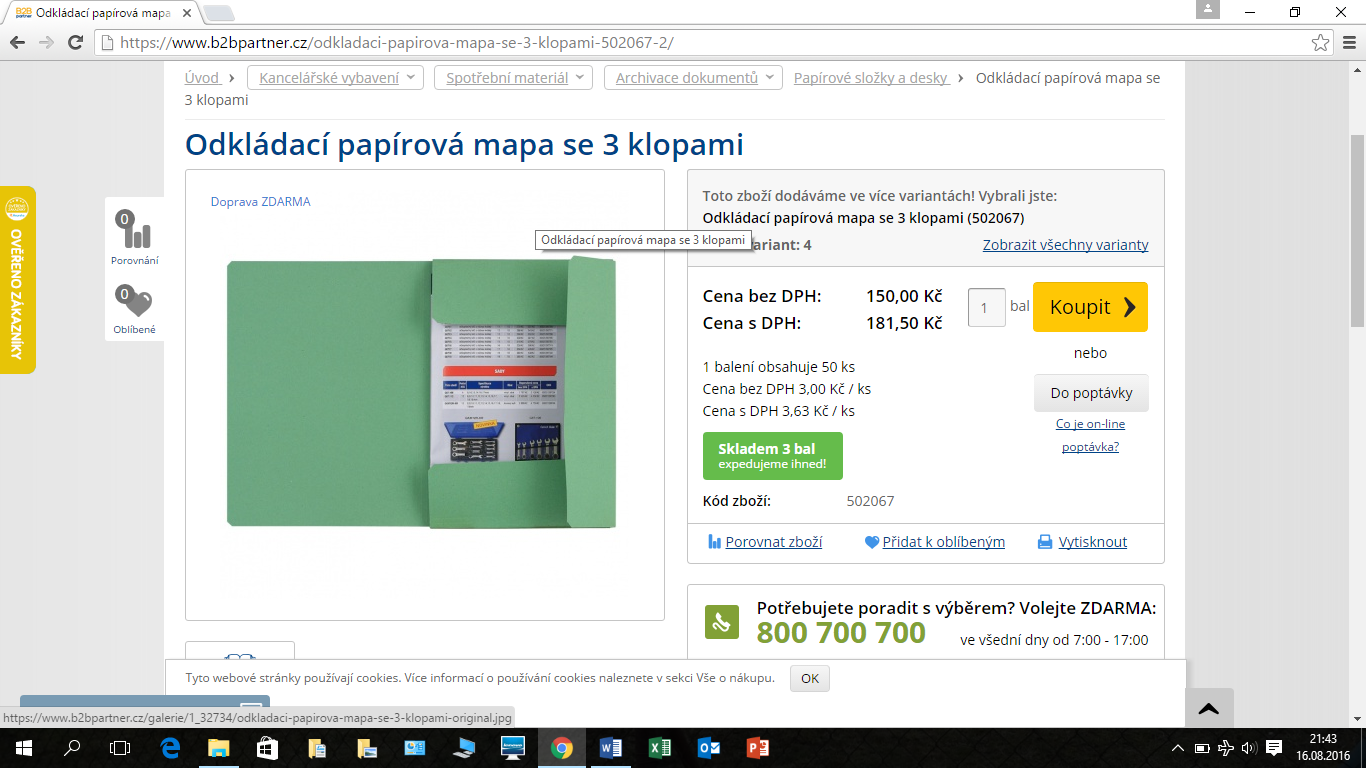 Odkládací papírová mapa
https://www.b2bpartner.cz/odkladaci-papirova-mapa-se-3-klopami-502067-2/
Úvod › Kancelářské vybavení Spotřební materiál Archivace dokumentů Papírové složky a desky › Odkládací papírová mapa se
3 klopami
Odkládací papírová mapa se 3 klopami
Doprava ZDARMA
Toto zboží dodáváme ve více variantách! Vybrali jste:
Odkládací papírová mapa se 3 klopami (502067)
Odkládací papírová mapa se 3 klopami
ariant: 4
Zobrazit všechny varianty
0
Porovnání
0
Oblíbené
OVĚŘENO ZÁKAZNÍKY
SADY
Cena bez DPH: 150,00 Kč
Cena s DPH: 181,50 Kč
1 bal
Koupit
nebo
Do poptávky
Co je on-line
poptávka?
1 balení obsahuje 50 ks
Cena bez DPH 3,00 Kč / ks
Cena s DPH 3,63 Kč / ks
Skladem 3 bal
expedujeme ihned!
Kód zboží: 502067
Porovnat zboží Přidat k oblíbeným Vytisknout
Potřebujete poradit s výběrem? Volejte ZDARMA:
800 700 700 ve všední dny od 7:00 - 17:00
Tyto webové stránky používají cookies. Více informací o používání cookies naleznete v sekci Vše o nákupu. OK
https://www.b2bpartner.cz/galerie/1_32734/odkladaci-papirova-mapa-se-3-klopami-original.jpg
21:43
16.08.2016